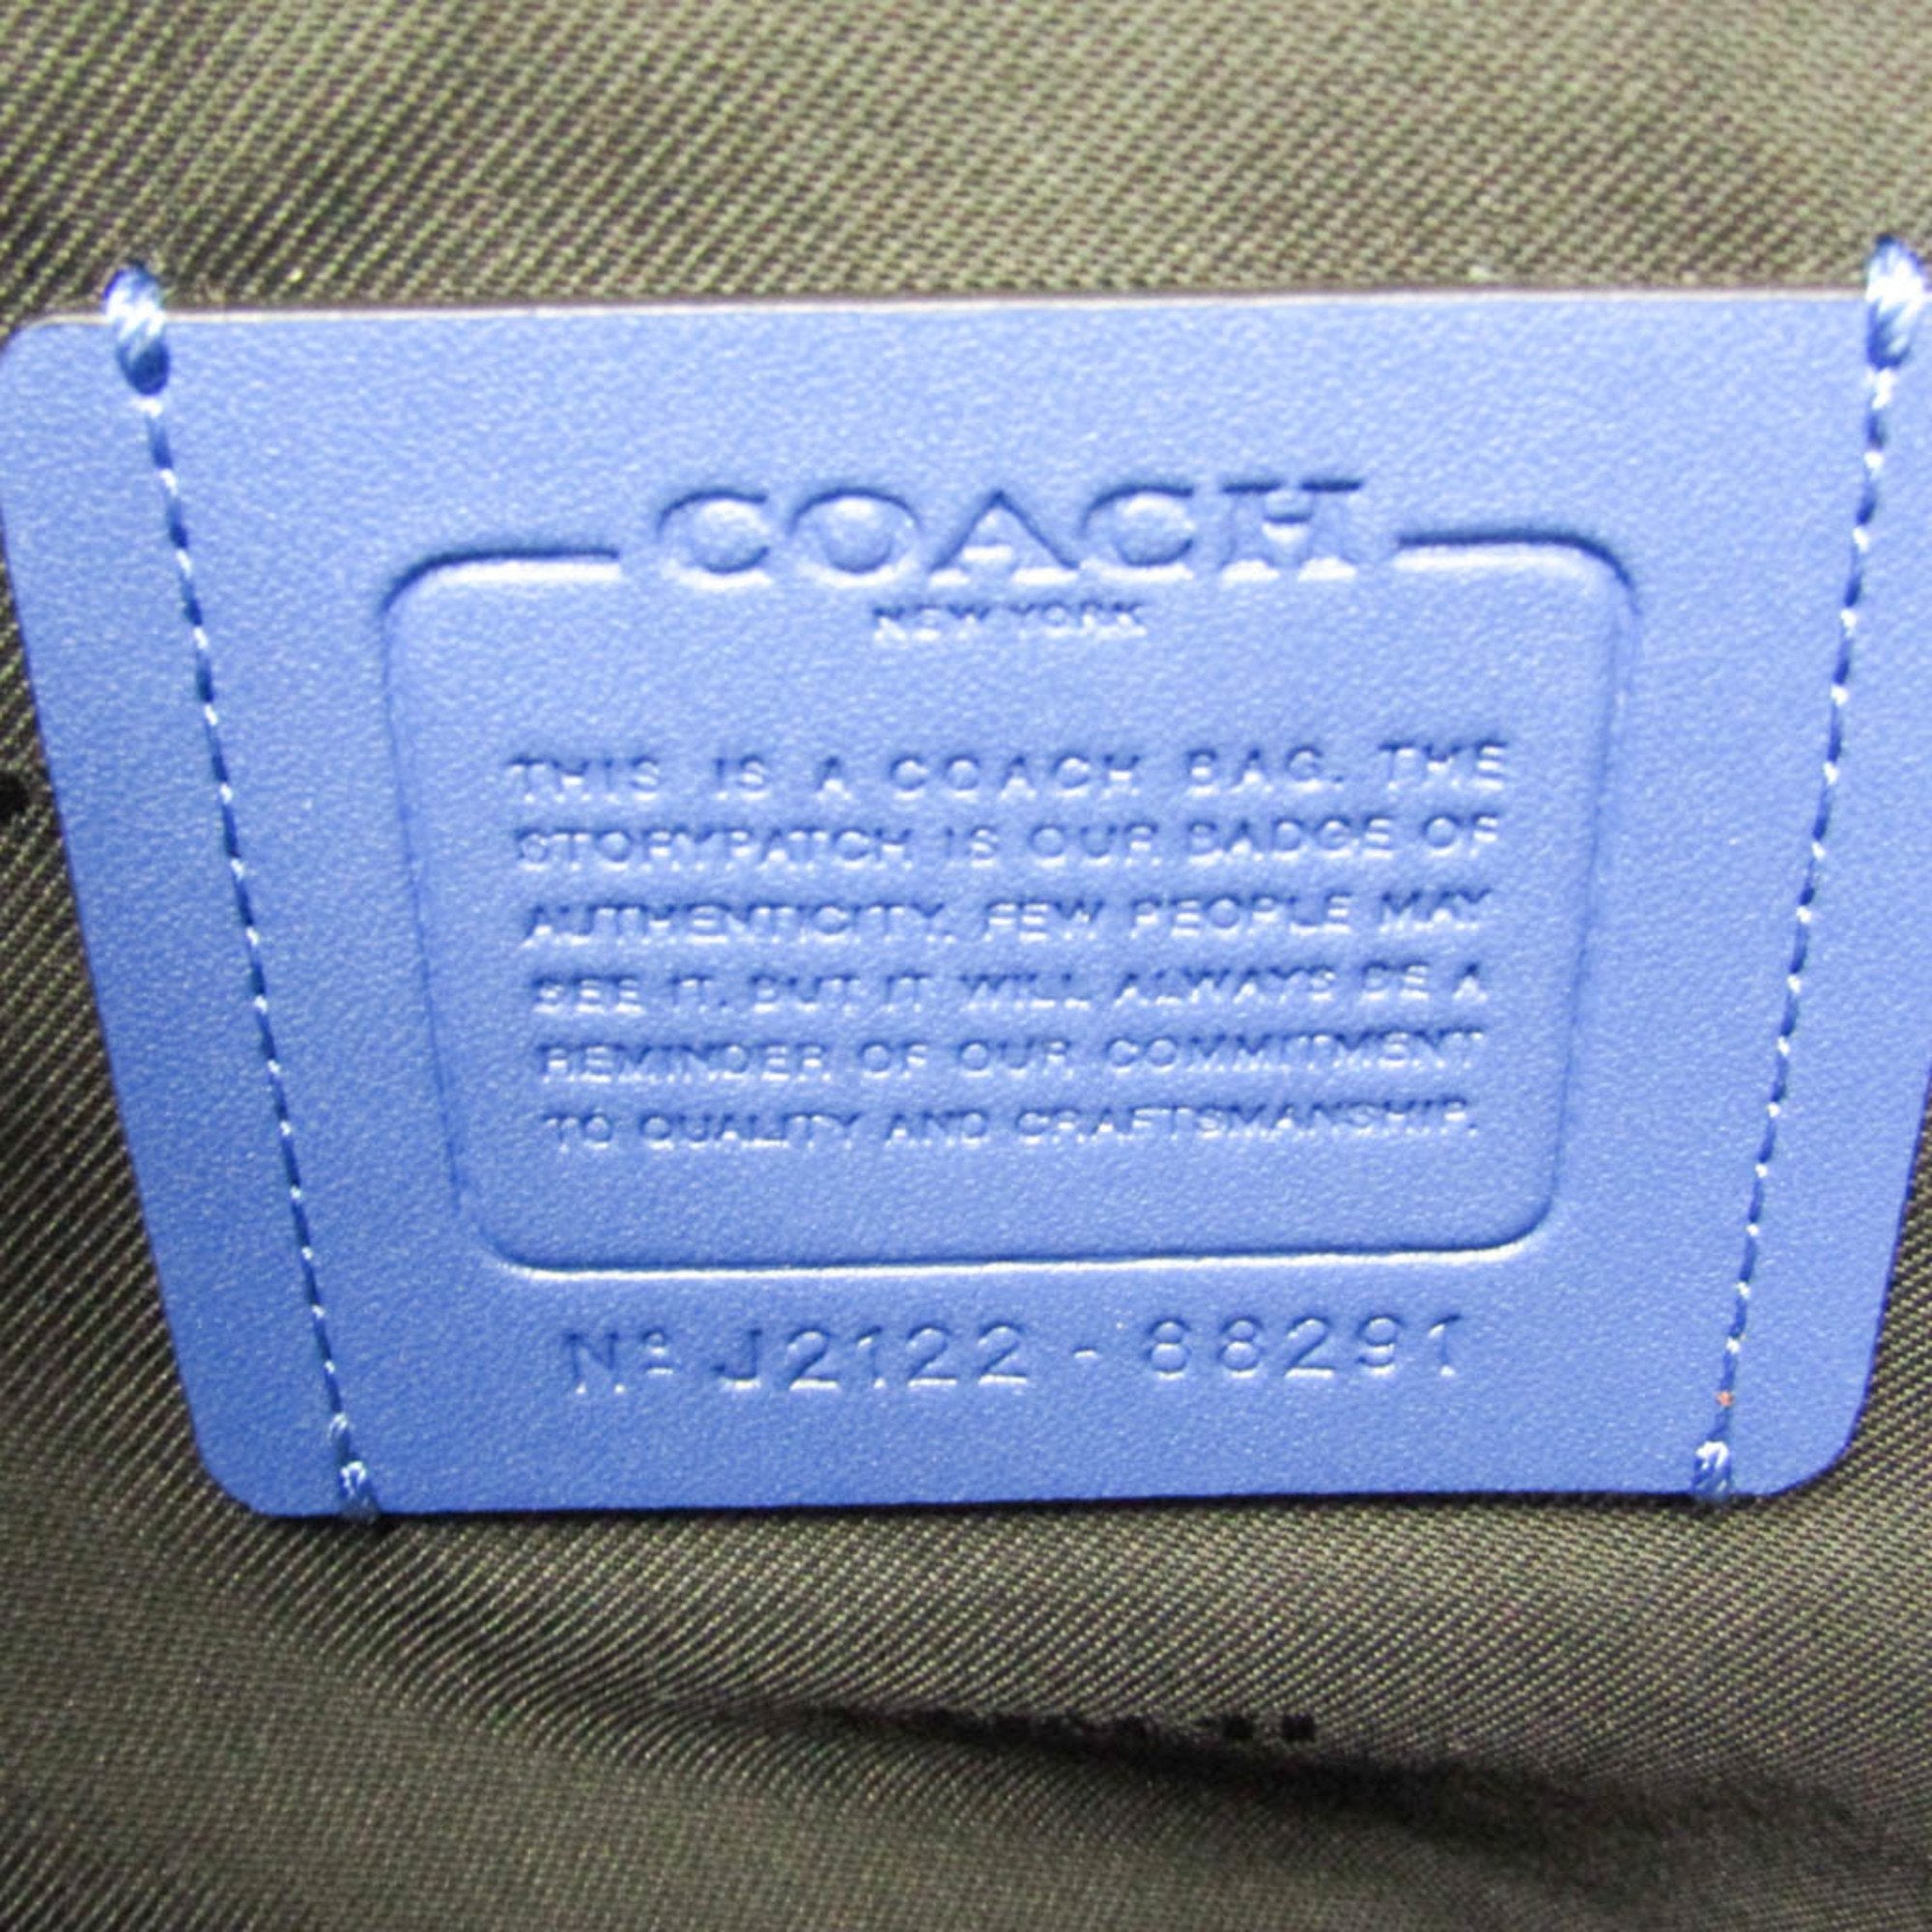 COACH
NEW YORK
THIS IS A COACH BAG. THE
STORYPATCH IS OUR BADGE OF
AUTHENTICITY. FEW PEOPLE MAY
SEE IT. BUT IT WILL ALWAYS BE A
REMINDER OF OUR COMMITMENT
TO QUALITY AND CRAFTSMANSHIP.
Nº J2122-88291